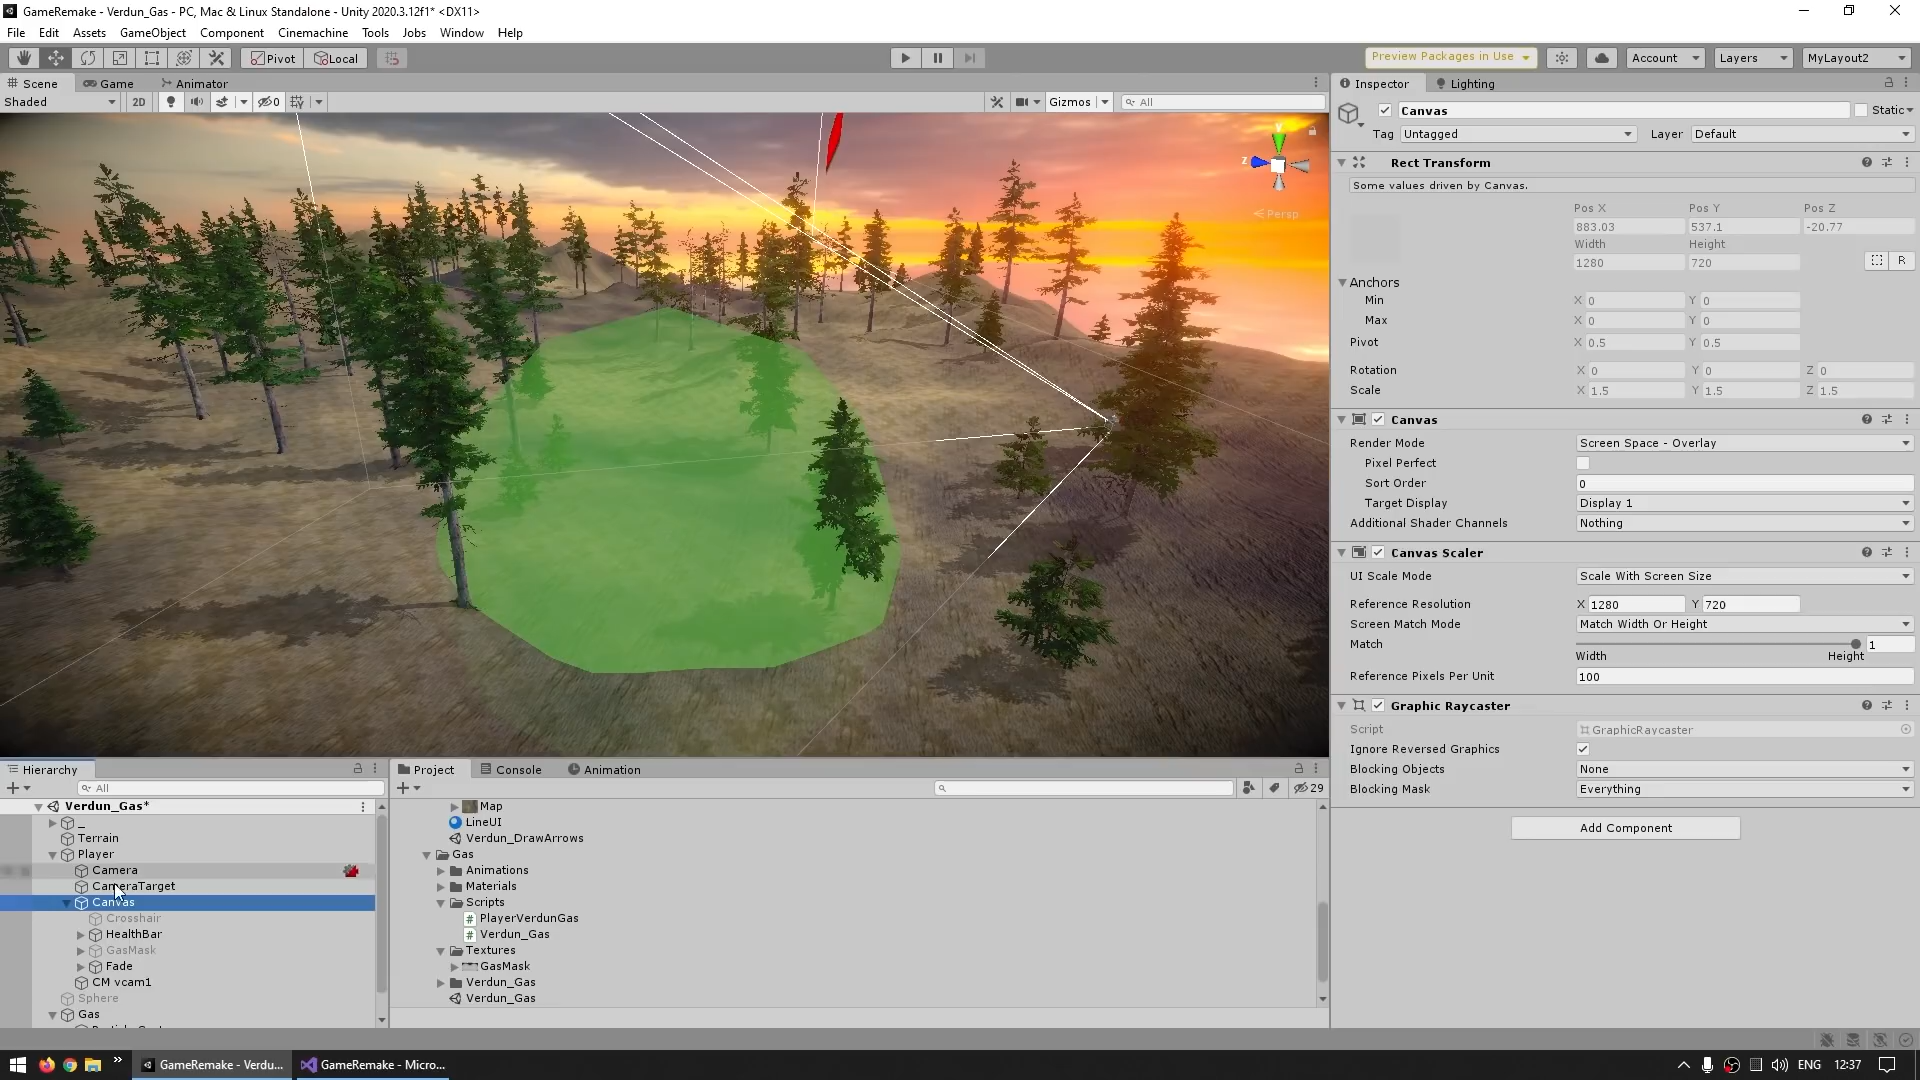 GameRemake - Verdun_Gas - PC, Mac & Linux Standalone - Unity 2020.3.12f1* <DX11>
File Edit Assets GameObject Component Cinemachine Tools Jobs Window Help
Pivot Local Preview Packages in Use Account Layers MyLayout2
Scene Game Animator
Shaded 2D 0 Gizmos All
Y
Z
Persp
Inspector Lighting
Canvas Static
Tag Untagged Layer Default
Rect Transform
Some values driven by Canvas.
Pos X Pos Y Pos Z
883.03 537.1 -20.77
Width Height
1280 720
R
Anchors
Min X 0 Y 0
Max X 0 Y 0
Pivot X 0.5 Y 0.5
Rotation X 0 Y 0 Z 0
Scale X 1.5 Y 1.5 Z 1.5
Canvas
Render Mode Screen Space - Overlay
Pixel Perfect
Sort Order 0
Target Display Display 1
Additional Shader Channels Nothing
Canvas Scaler
UI Scale Mode Scale With Screen Size
Reference Resolution X 1280 Y 720
Screen Match Mode Match Width Or Height
Match 1
Width Height
Reference Pixels Per Unit 100
Graphic Raycaster
Script GraphicRaycaster
Ignore Reversed Graphics
Blocking Objects None
Blocking Mask Everything
Add Component
Hierarchy
All
Verdun_Gas*
_
Terrain
Player
Camera
CameraTarget
Canvas
Crosshair
HealthBar
GasMask
Fade
CM vcam1
Sphere
Gas
Project Console Animation
29
Map
LineUI
Verdun_DrawArrows
Gas
Animations
Materials
Scripts
PlayerVerdunGas
Verdun_Gas
Textures
GasMask
Verdun_Gas
Verdun_Gas
GameRemake - Verdu... GameRemake - Micro... ENG 12:37